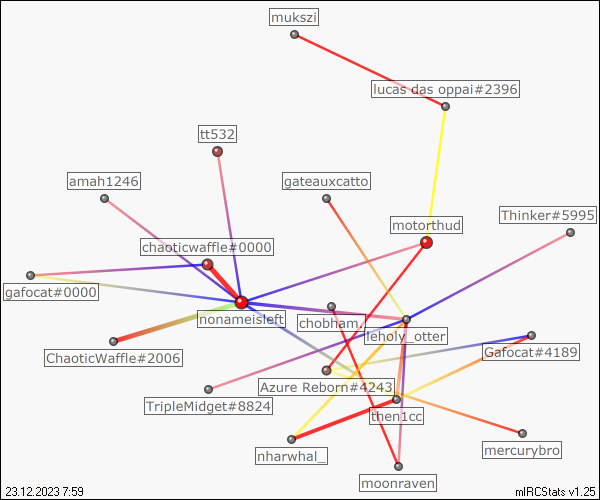 mukszi
lucas das oppai#2396
tt532
amah1246
gateauxcatto
Thinker#5995
motorthud
chaoticwaffle#0000
gafocat#0000
nonameisleft
chobham.
leholy_otter
ChaoticWaffle#2006
Gafocat#4189
Azure Reborn#4243
TripleMidget#8824
then1cc
nharwhal_
mercurybro
moonraven
23.12.2023 7:59
mIRCStats v1.25